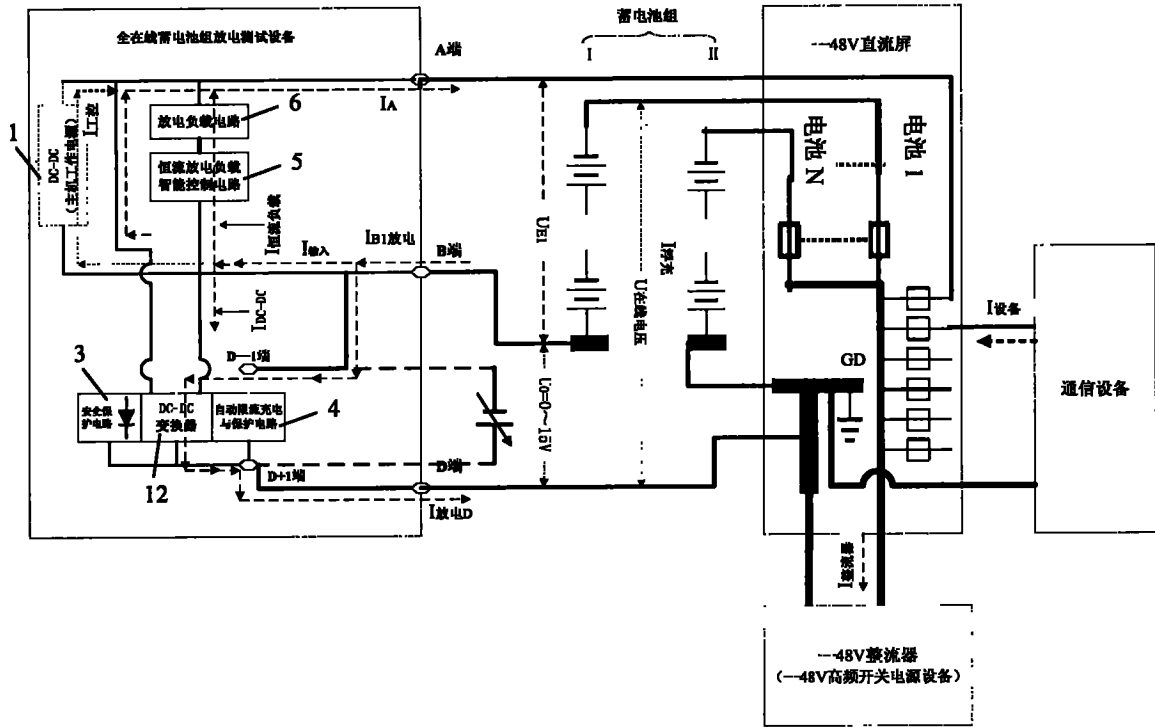 全在线蓄电池组放电测试设备
蓄电池组
I
II
—48V直流屏
A端
1
DC-DC
(主机工作电源)
I工控
6
放电负载电路
5
恒流放电负载
智能控制电路
IA
I恒流负载
I输入
IB1放电
B端
IDC-DC
UB1
U在线电压
I浮充
电池 N
电池 1
I设备
通信设备
GD
D—1端
3
安全保
护电路
DC-DC
变换器
自动限流充电
与保护电路
4
12
D+1端
D端
I放电D
U0=0～15V
I整流器
—48V整流器
(—48V高频开关电源设备)